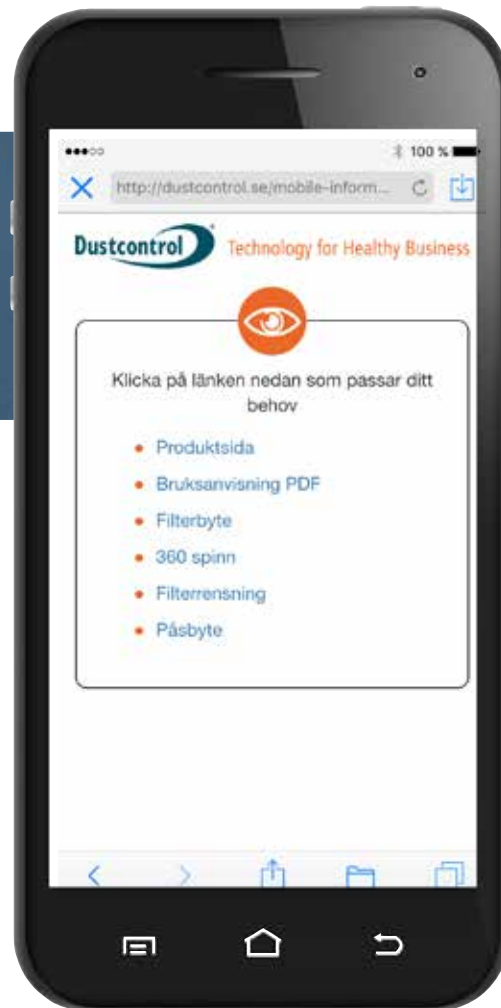 100 %
http://dustcontrol.se/mobile-inform...
Dustcontrol® Technology for Healthy Business
Klicka på länken nedan som passar ditt
behov
• Produktsida
• Bruksanvisning PDF
• Filterbyte
• 360 spinn
• Filterrensning
• Påsbyte